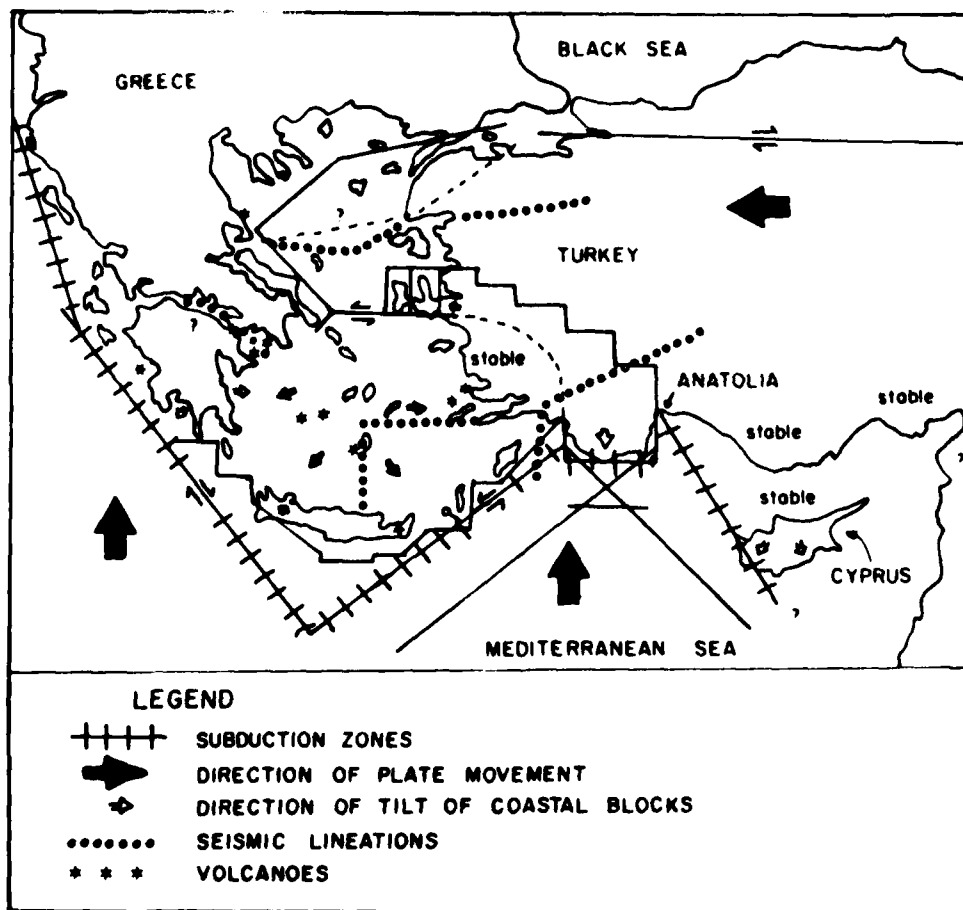 BLACK SEA
GREECE
?
TURKEY
?
stable
ANATOLIA
stable
stable
?
stable
CYPRUS
?
MEDITERRANEAN SEA
LEGEND
SUBDUCTION ZONES
DIRECTION OF PLATE MOVEMENT
DIRECTION OF TILT OF COASTAL BLOCKS
SEISMIC LINEATIONS
VOLCANOES